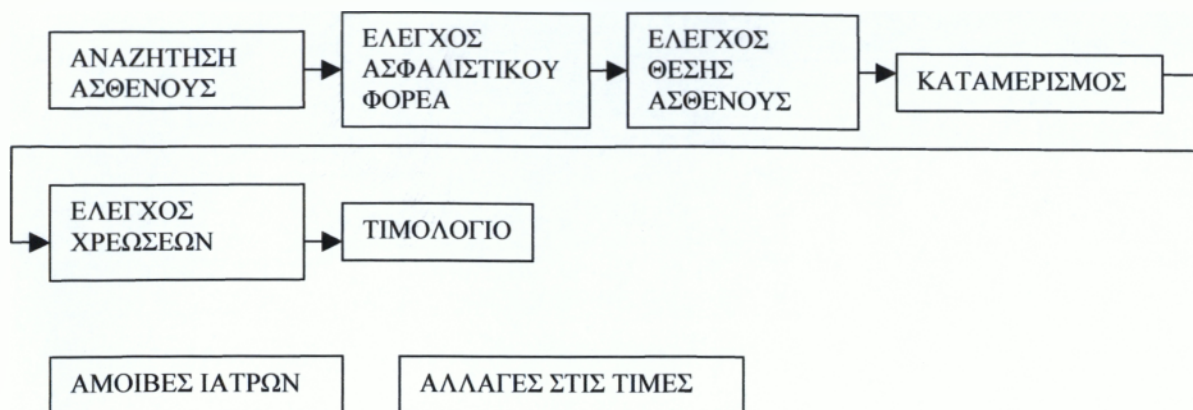 ΑΝΑΖΗΤΗΣΗ
ΑΣΘΕΝΟΥΣ
ΕΛΕΓΧΟΣ
ΑΣΦΑΛΙΣΤΙΚΟΥ
ΦΟΡΕΑ
ΕΛΕΓΧΟΣ
ΘΕΣΗΣ
ΑΣΘΕΝΟΥΣ
ΚΑΤΑΜΕΡΙΣΜΟΣ
ΕΛΕΓΧΟΣ
ΧΡΕΩΣΕΩΝ
ΤΙΜΟΛΟΓΙΟ
ΑΜΟΙΒΕΣ ΙΑΤΡΩΝ
ΑΛΛΑΓΕΣ ΣΤΙΣ ΤΙΜΕΣ